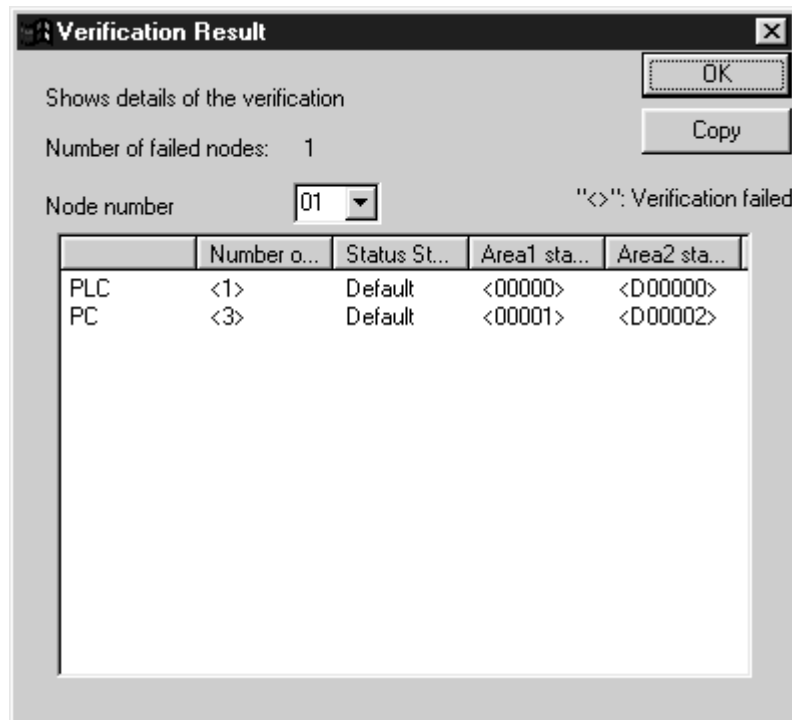 Verification Result
OK
Shows details of the verification
Copy
Number of failed nodes: 1
Node number 01 "<>": Verification failed
Number o... Status St... Area1 sta... Area2 sta...
PLC <1> Default <00000> <D00000>
PC <3> Default <00001> <D00002>